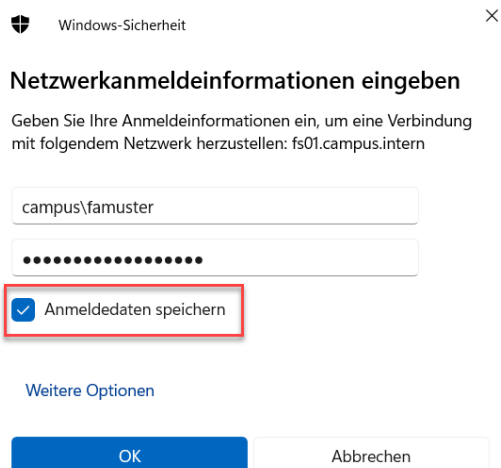 Windows-Sicherheit
Netzwerkanmeldeinformationen eingeben
Geben Sie Ihre Anmeldeinformationen ein, um eine Verbindung
mit folgendem Netzwerk herzustellen: fs01.campus.intern
campus\famuster
••••••••••••••••••
Anmeldedaten speichern
Weitere Optionen
OK
Abbrechen